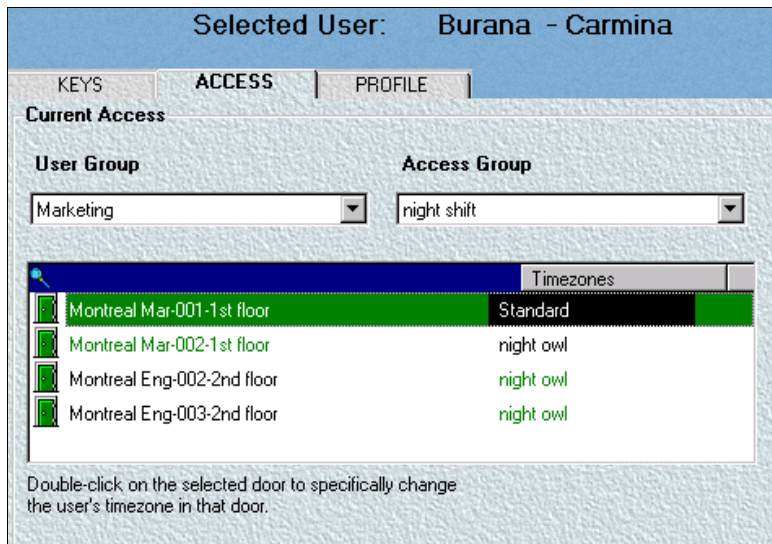 Selected User: Burana - Carmina
KEYS ACCESS PROFILE
Current Access
User Group Access Group
Marketing night shift
Timezones
Montreal Mar-001-1st floor Standard
Montreal Mar-002-1st floor night owl
Montreal Eng-002-2nd floor night owl
Montreal Eng-003-2nd floor night owl
Double-click on the selected door to specifically change
the user's timezone in that door.